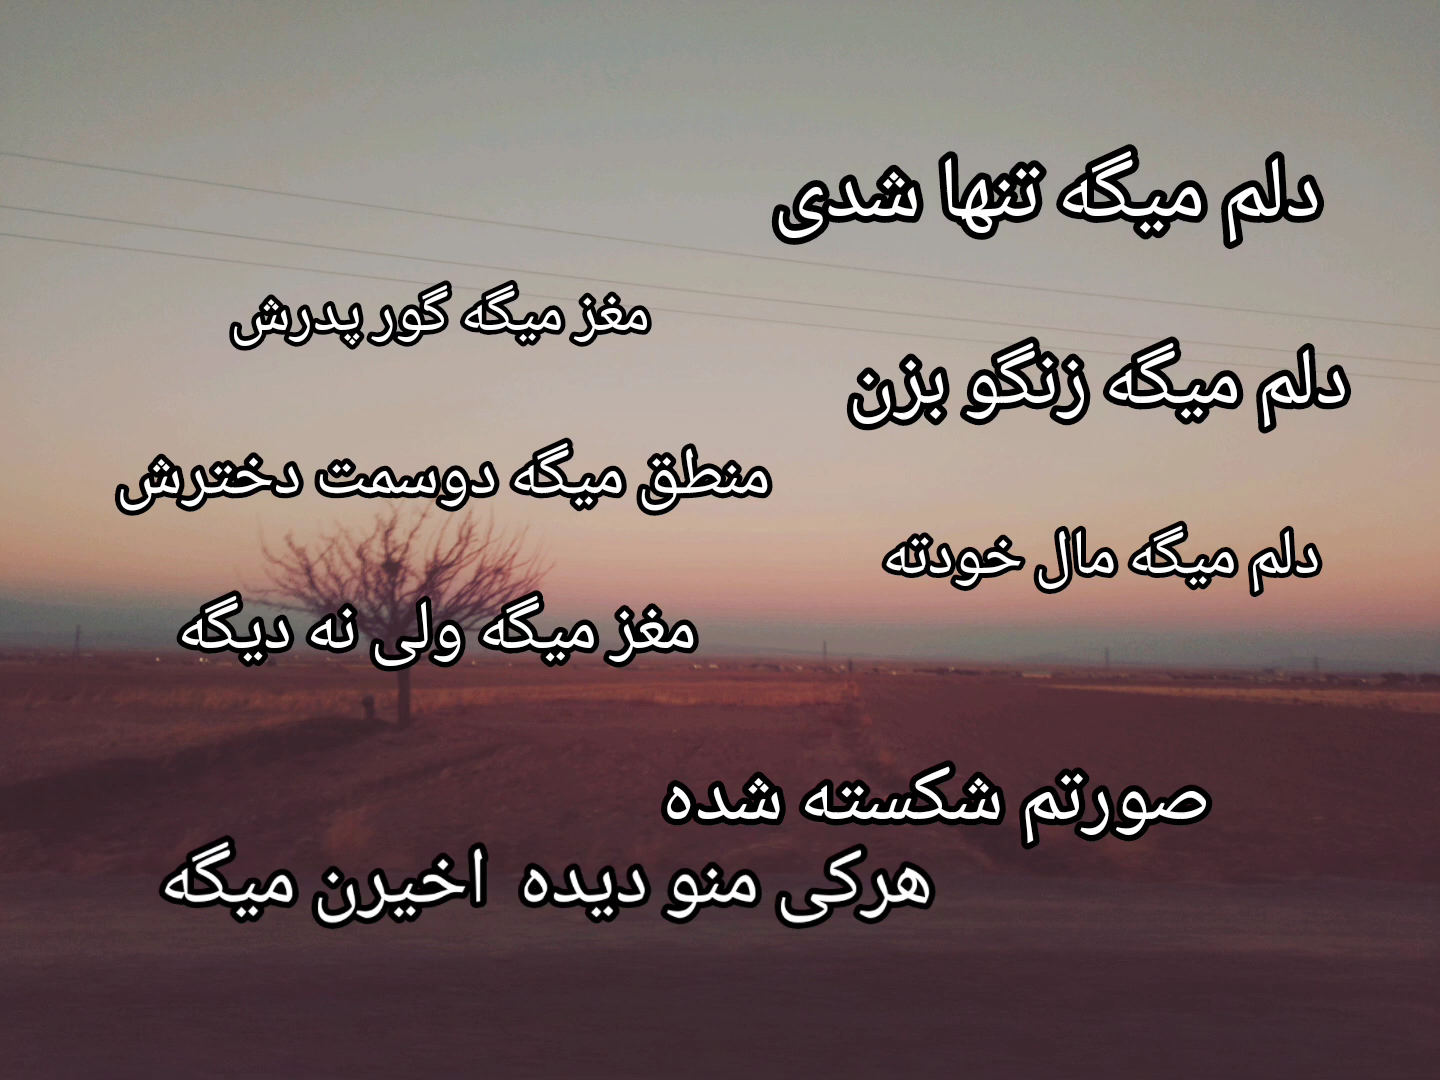 دلم میگه تنها شدی
مغز میگه گور پدرش
دلم میگه زنگو بزن
منطق میگه دوسمت دخترش
دلم میگه مال خودته
مغز میگه ولی نه دیگه
صورتم شکسته شده
هرکی منو دیده اخیرن میگه